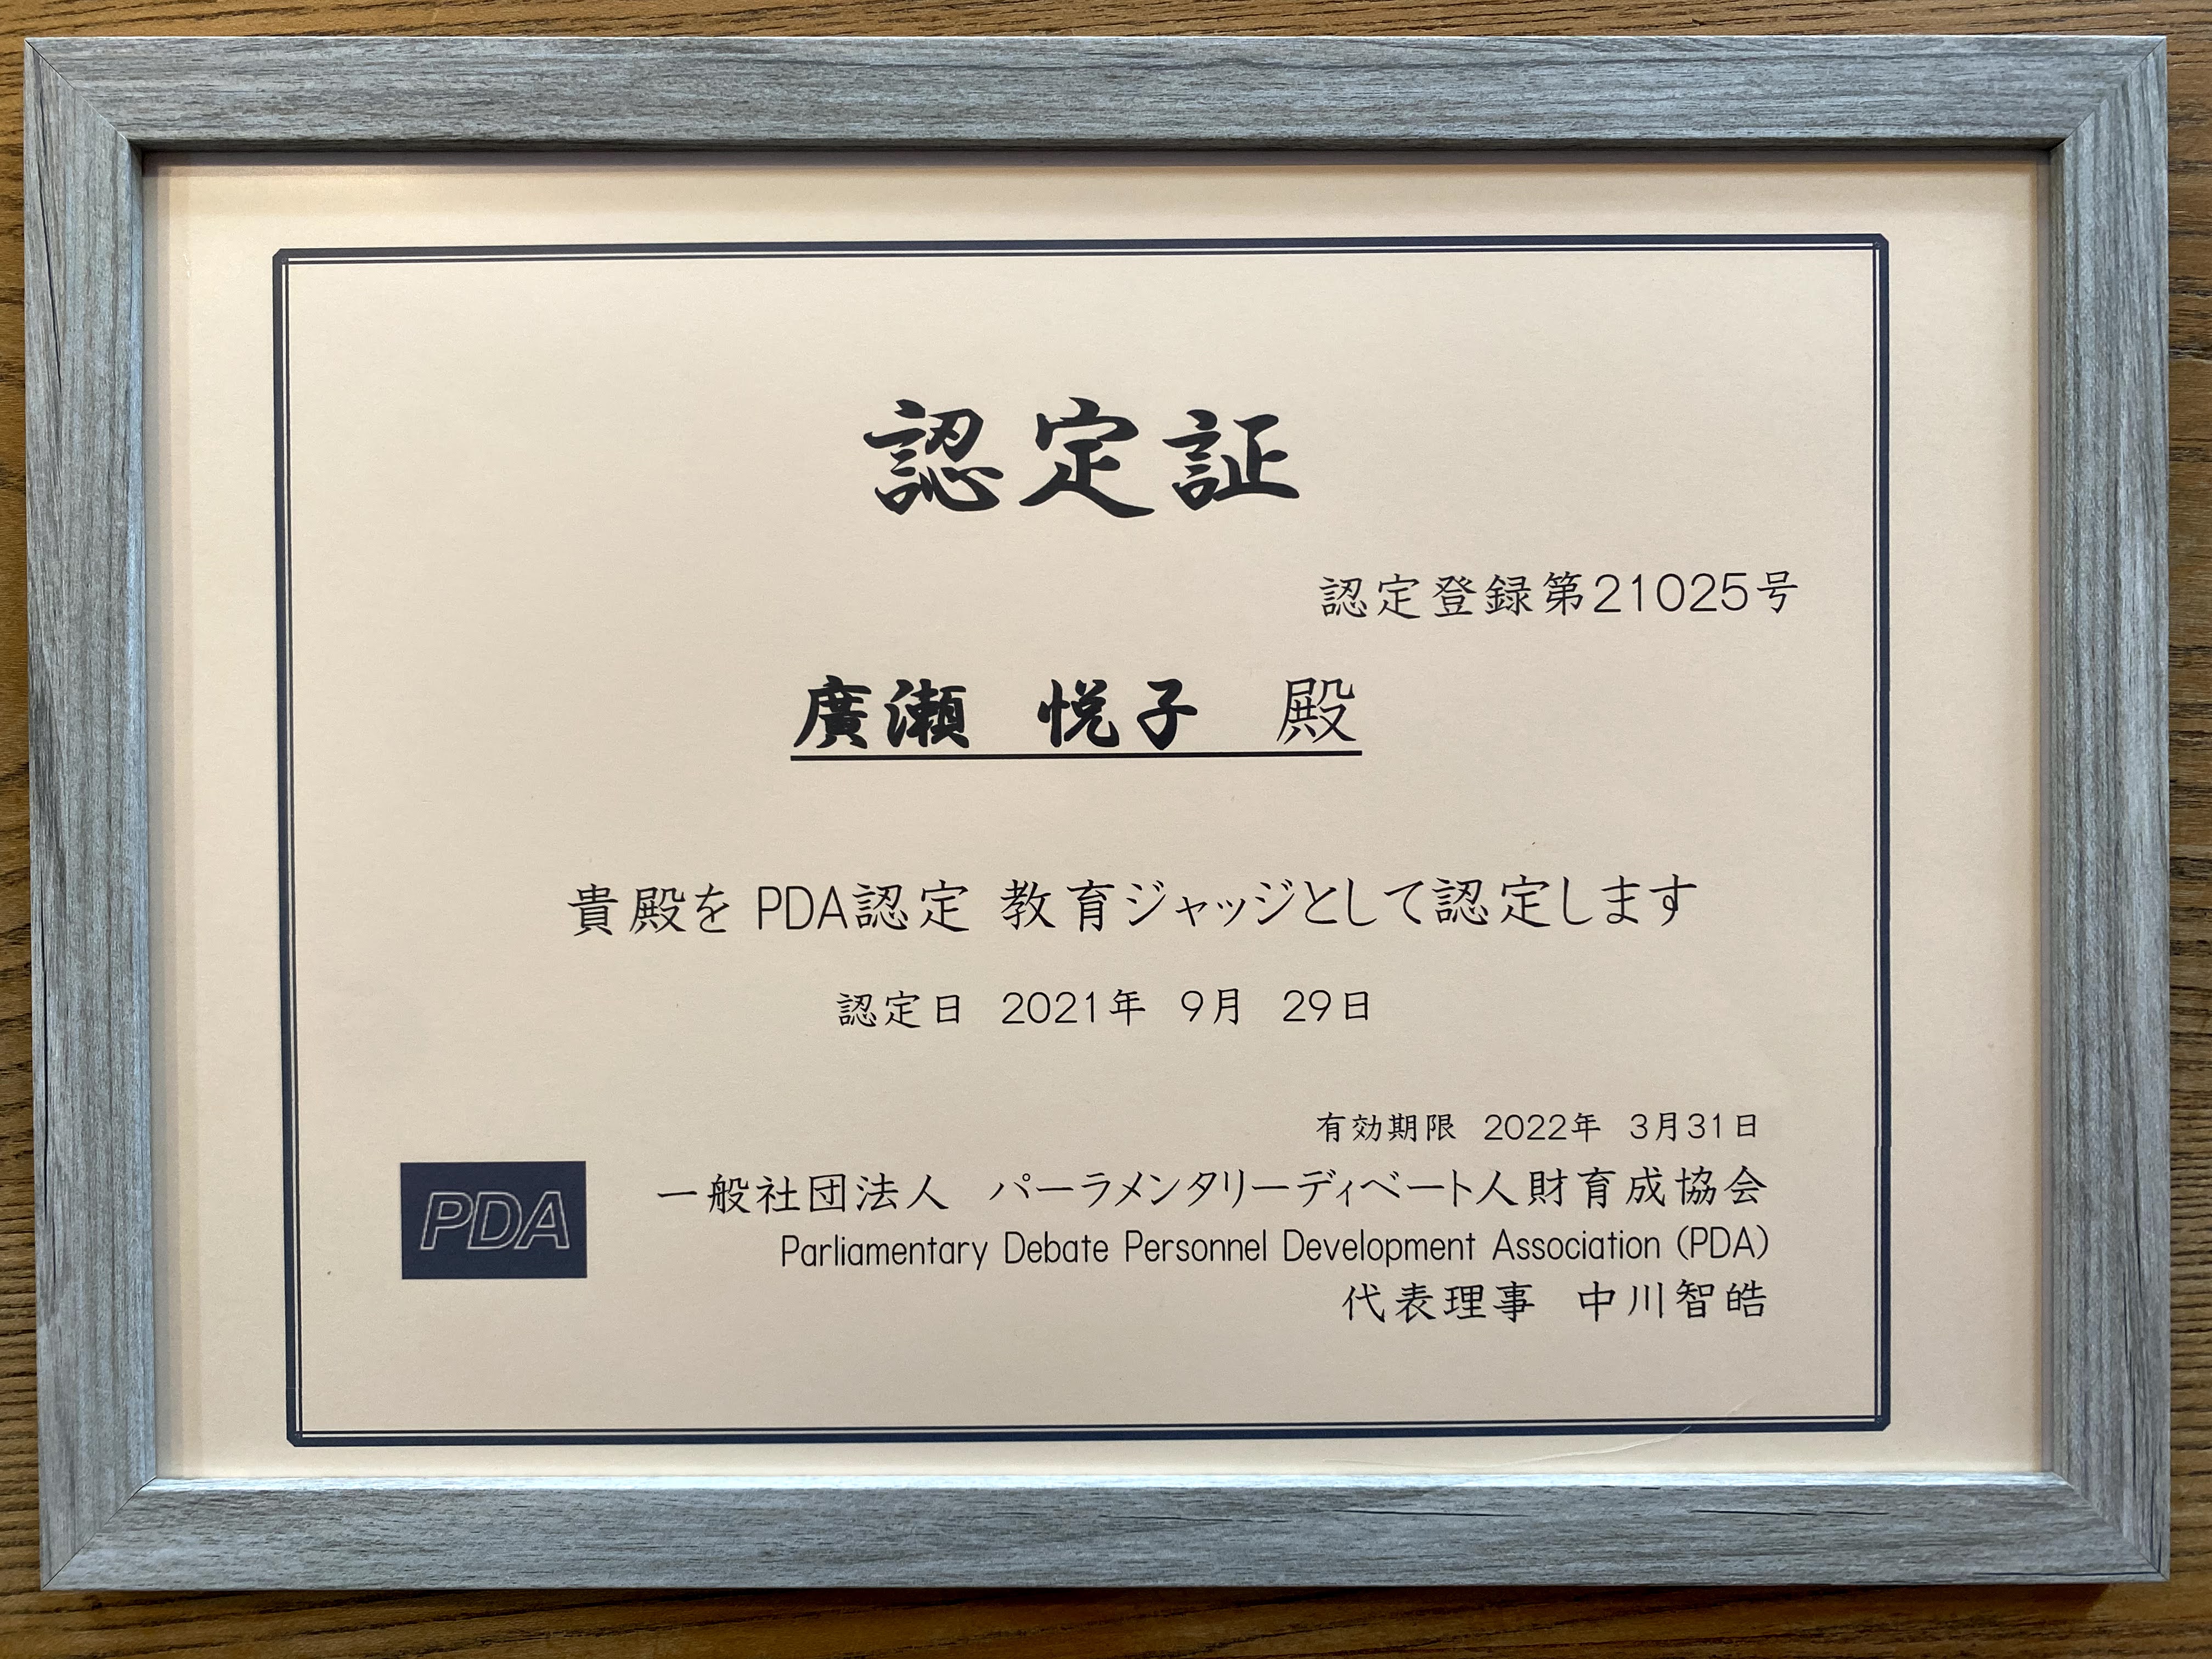 認定証
認定登録第21025号
廣瀬 悦子 殿
貴殿を PDA認定 教育ジャッジとして認定します
認定日 2021年 9月 29日
有効期限 2022年 3月31日
PDA
一般社団法人 パーラメンタリーディベート人財育成協会
Parliamentary Debate Personnel Development Association (PDA)
代表理事 中川智皓